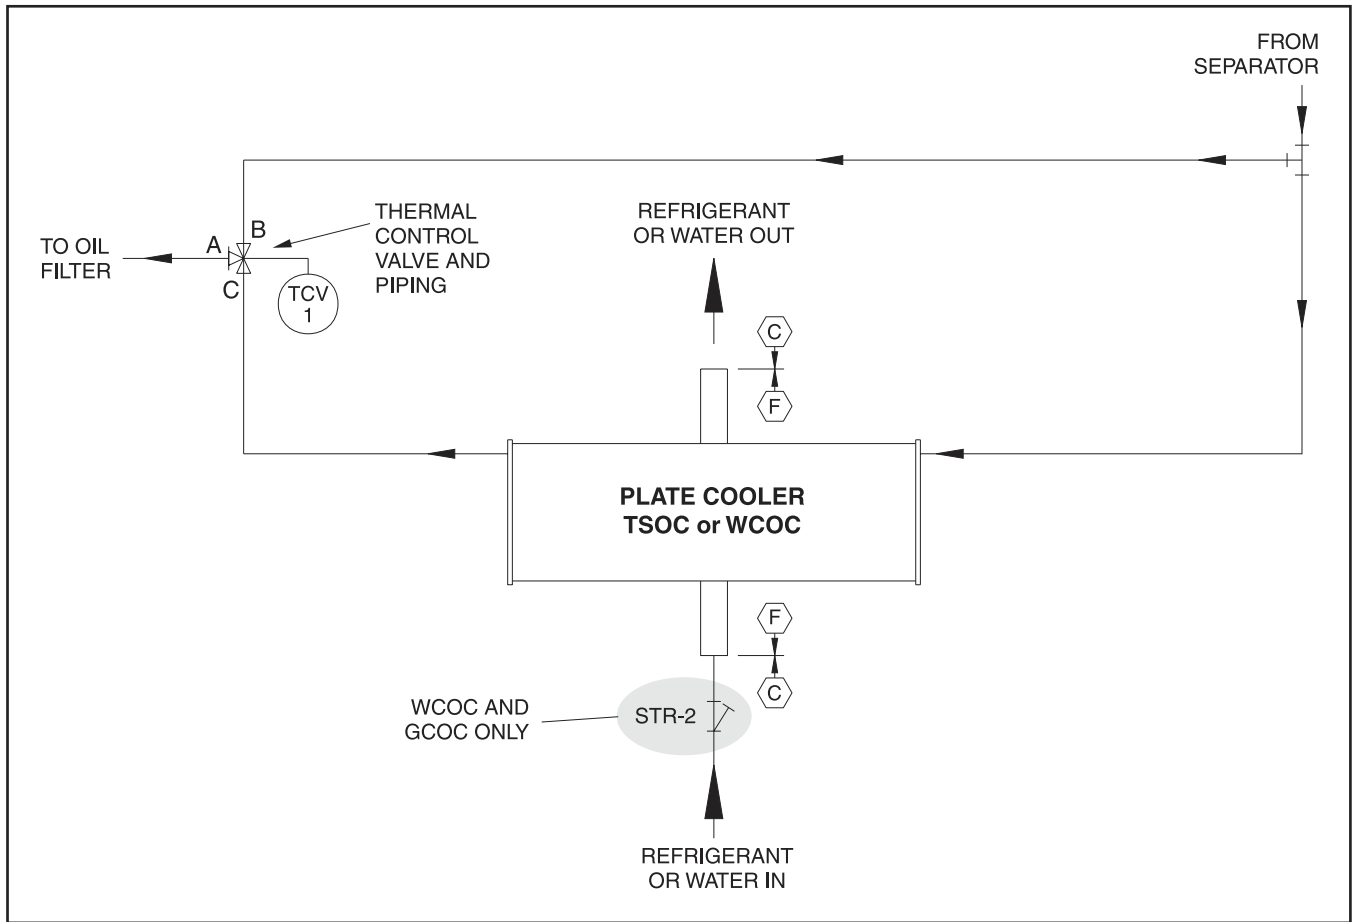 FROM
SEPARATOR
REFRIGERANT
OR WATER OUT
THERMAL
CONTROL
VALVE AND
PIPING
B
A
C
TO OIL
FILTER
TCV
1
C
F
PLATE COOLER
TSOC or WCOC
F
C
WCOC AND
GCOC ONLY
STR-2
REFRIGERANT
OR WATER IN